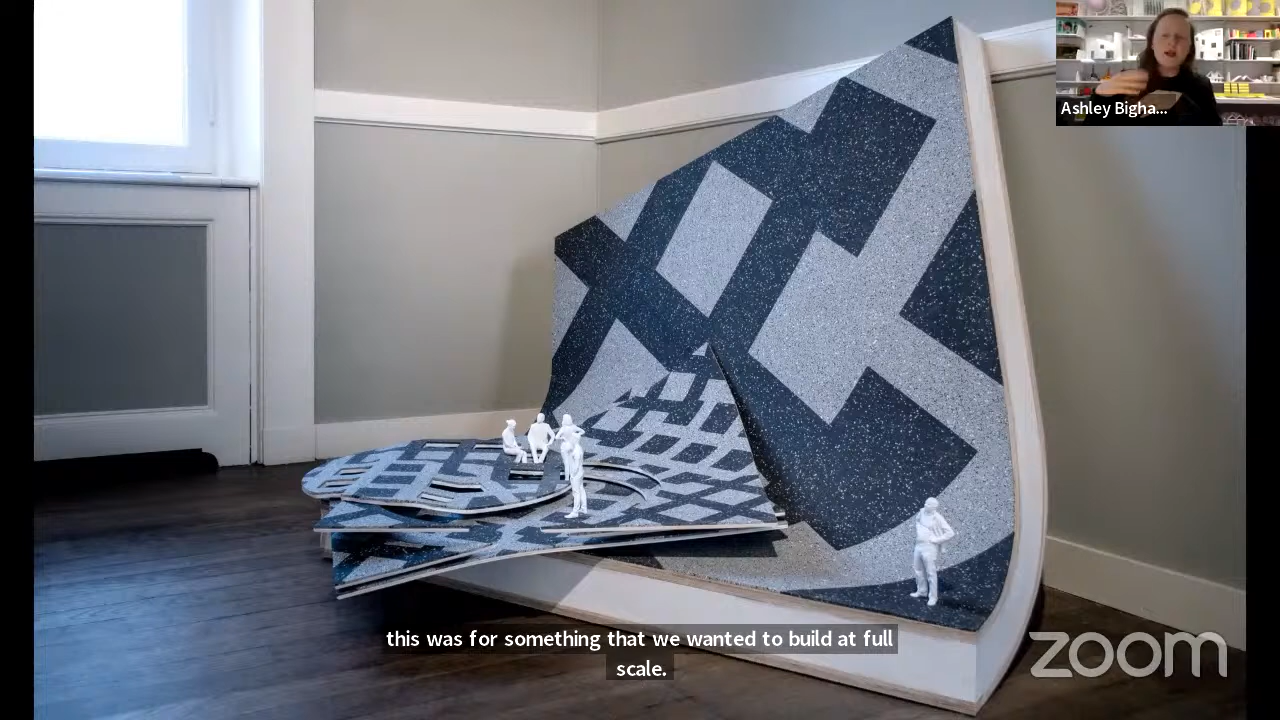 Ashley Bigha...
this was for something that we wanted to build at full
scale.
zoom